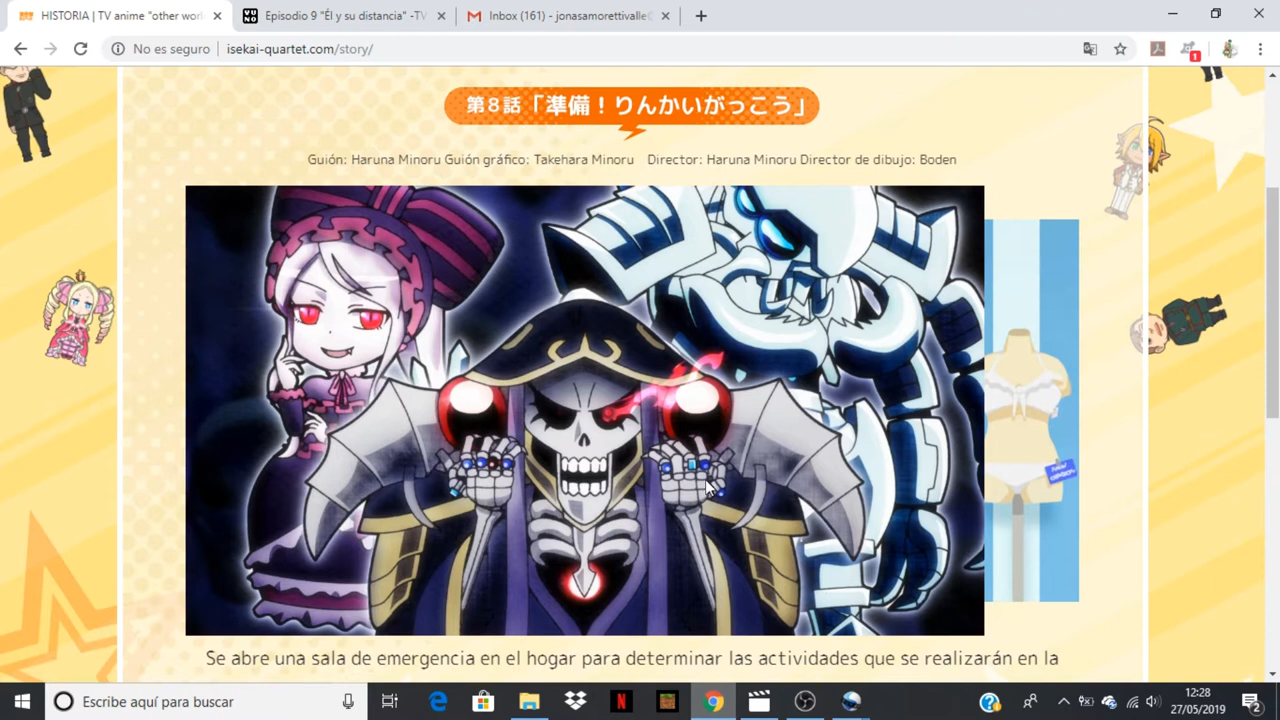 HISTORIA | TV anime "other worl
Episodio 9 "Él y su distancia" -TV
Inbox (161) - jonasamorettivalle
No es seguro
isekai-quartet.com/story/
1
第8話「準備！りんかいがっこう」
Guión: Haruna Minoru Guión gráfico: Takehara Minoru Director: Haruna Minoru Director de dibujo: Boden
Se abre una sala de emergencia en el hogar para determinar las actividades que se realizarán en la
Escribe aquí para buscar
12:28
27/05/2019
2